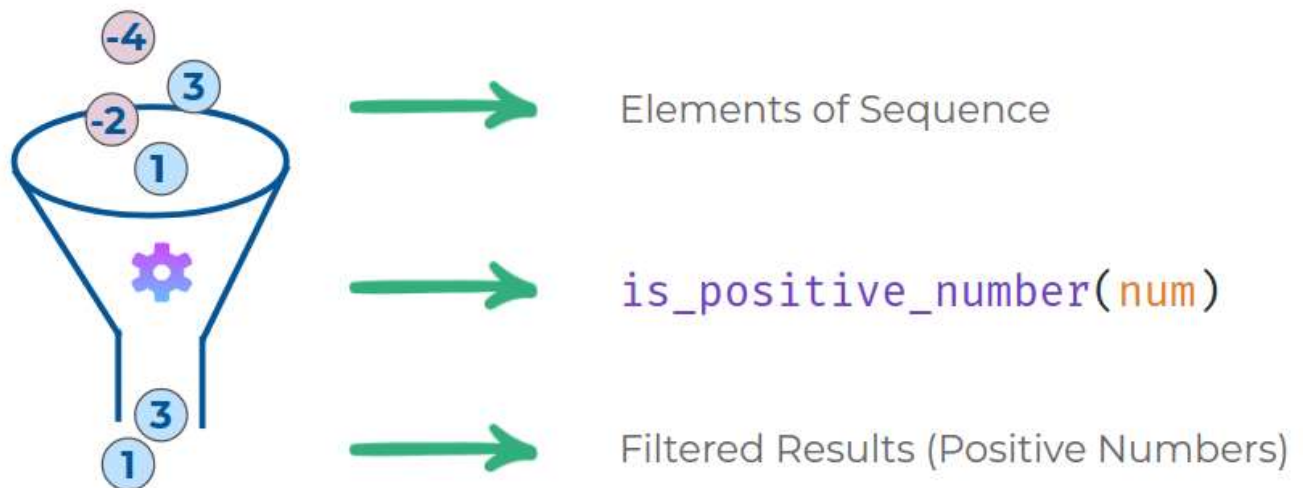 -4
3
-2
Elements of Sequence
1
is_positive_number(num)
3
1
Filtered Results (Positive Numbers)